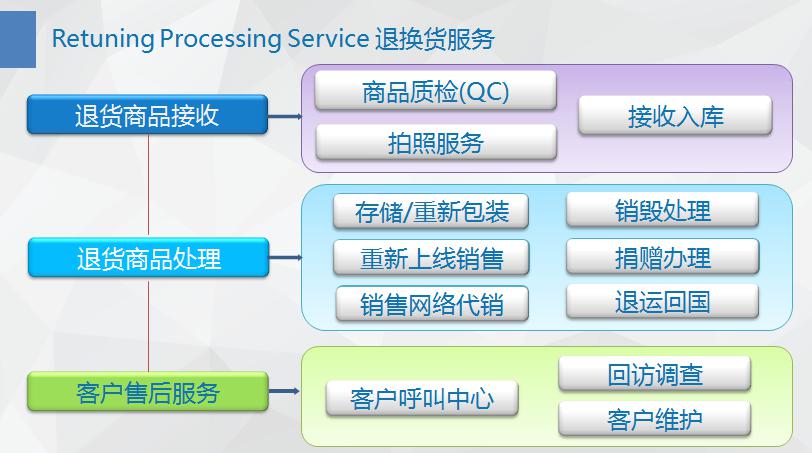 Retuning Processing Service 退换货服务
退货商品接收
商品质检(QC)
拍照服务
接收入库
退货商品处理
存储/重新包装
销毁处理
重新上线销售
捐赠办理
销售网络代销
退运回国
客户售后服务
客户呼叫中心
回访调查
客户维护